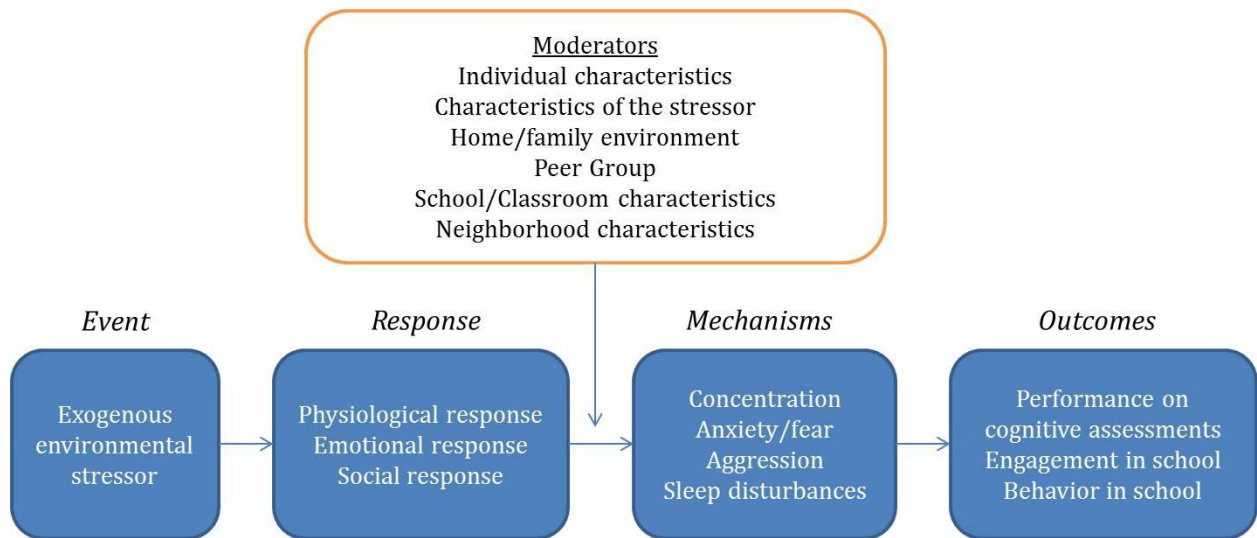 Moderators
Individual characteristics
Characteristics of the stressor
Home/family environment
Peer Group
School/Classroom characteristics
Neighborhood characteristics
Event
Response
Mechanisms
Outcomes
Exogenous
environmental
stressor
Physiological response
Emotional response
Social response
Concentration
Anxiety/fear
Aggression
Sleep disturbances
Performance on
cognitive assessments
Engagement in school
Behavior in school